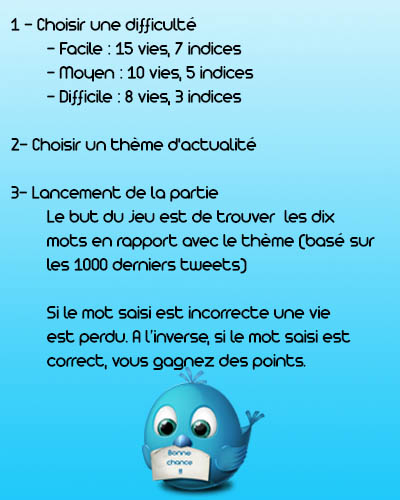 1 - Choisir une difficulté
- Facile : 15 vies, 7 indices
- Moyen : 10 vies, 5 indices
- Difficile : 8 vies, 3 indices
2- Choisir un thème d'actualité
3- Lancement de la partie
Le but du jeu est de trouver les dix
mots en rapport avec le thème (basé sur
les 1000 derniers tweets)
Si le mot saisi est incorrecte une vie
est perdu. A l'inverse, si le mot saisi est
correct, vous gagnez des points.
Bonne
chance
!!